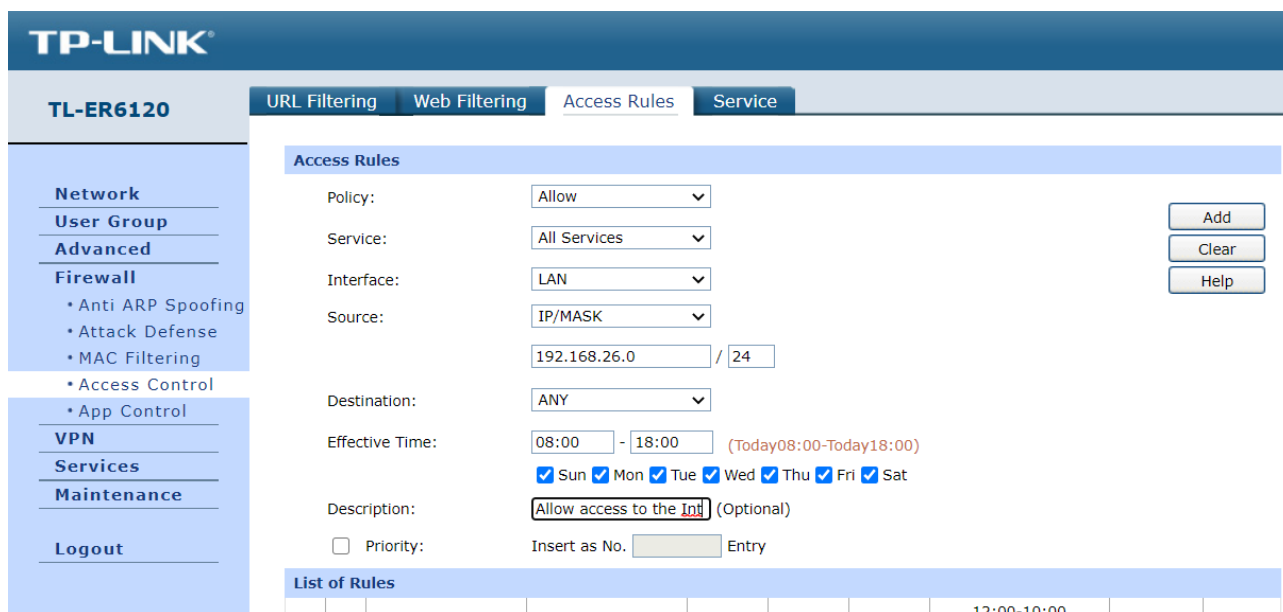 TP-LINK®
TL-ER6120
URL Filtering Web Filtering Access Rules Service
Network
User Group
Advanced
Firewall
• Anti ARP Spoofing
• Attack Defense
• MAC Filtering
• Access Control
• App Control
VPN
Services
Maintenance
Logout
Access Rules
Policy: Allow
Service: All Services
Interface: LAN
Source: IP/MASK
192.168.26.0 / 24
Destination: ANY
Effective Time: 08:00 - 18:00 (Today08:00-Today18:00)
Sun Mon Tue Wed Thu Fri Sat
Description: Allow access to the Int (Optional)
Priority: Insert as No. Entry
Add
Clear
Help
List of Rules
12:00-10:00